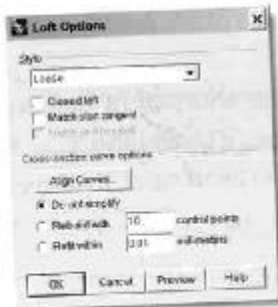 Loft Options
Style
Loose
Closed loft
Match start tangent
Cross-section curve options
Align Curves...
Do not simplify
Rebuild with 10 control points
Refit within 0.01 millimeters
OK Cancel Preview Help